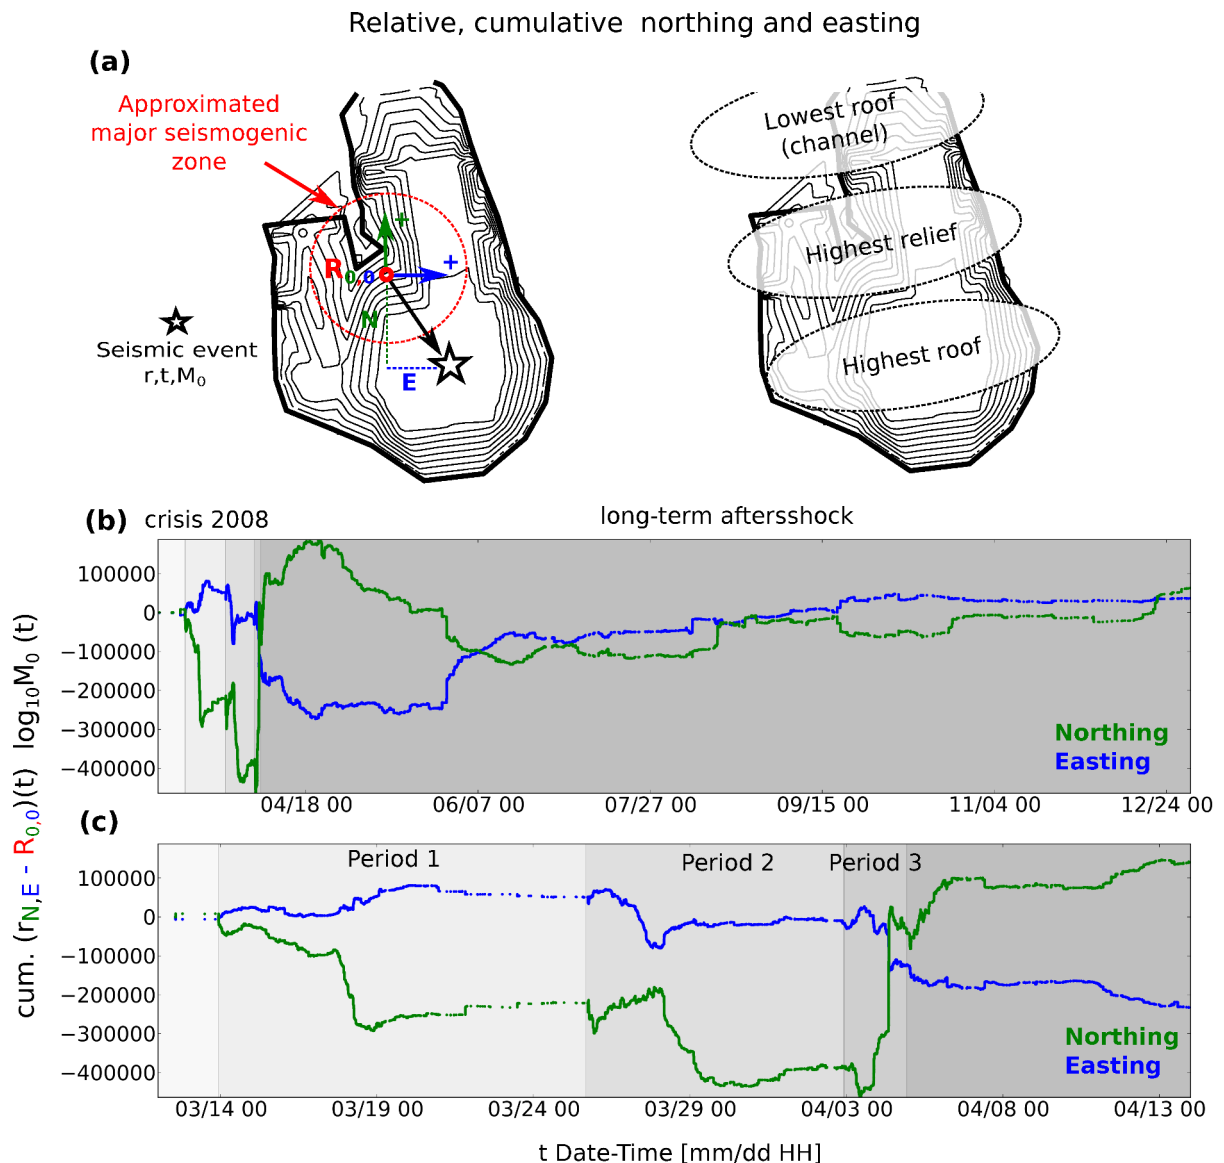 Relative, cumulative northing and easting
(a)
Approximated
major seismogenic
zone
+
+
R0,0
N
E
Seismic event
r,t,M0
Lowest roof
(channel)
Highest relief
Highest roof
(b)
crisis 2008
long-term aftersshock
100000
0
−100000
−200000
−300000
−400000
Northing
Easting
04/18 00
06/07 00
07/27 00
09/15 00
11/04 00
12/24 00
(c)
Period 1
Period 2
Period 3
100000
0
−100000
−200000
−300000
−400000
Northing
Easting
03/14 00
03/19 00
03/24 00
03/29 00
04/03 00
04/08 00
04/13 00
cum. (rN,E - R0,0)(t) log10M0 (t)
t Date-Time [mm/dd HH]